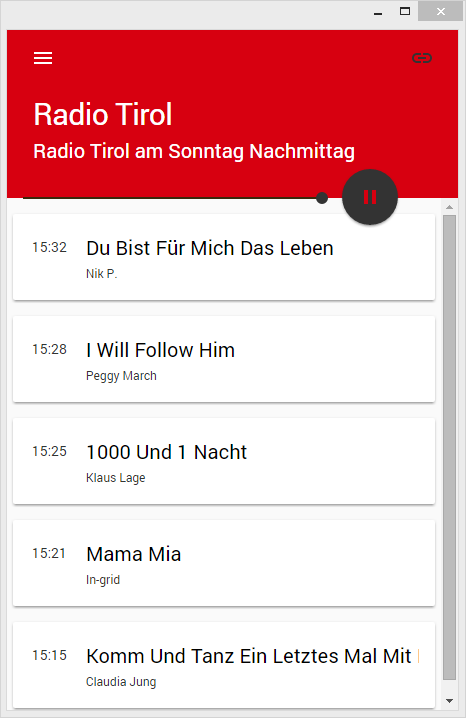 Radio Tirol
Radio Tirol am Sonntag Nachmittag
15:32 Du Bist Für Mich Das Leben
Nik P.
15:28 I Will Follow Him
Peggy March
15:25 1000 Und 1 Nacht
Klaus Lage
15:21 Mama Mia
In-grid
15:15 Komm Und Tanz Ein Letztes Mal Mit
Claudia Jung